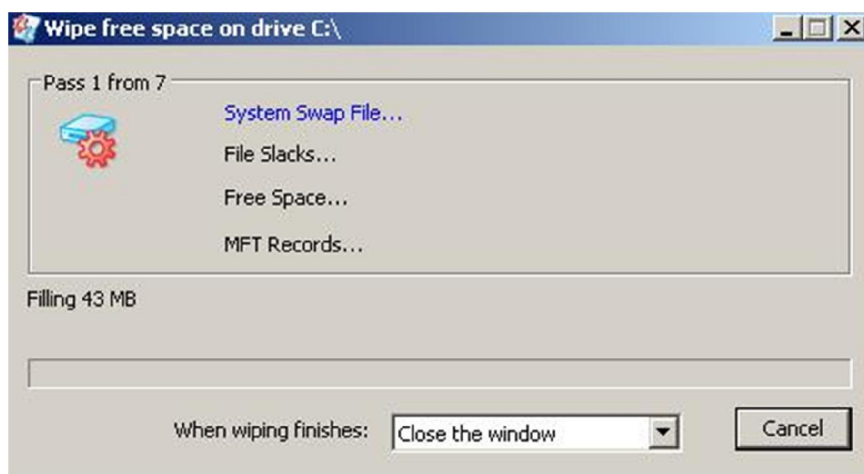 Wipe free space on drive C:\
Pass 1 from 7
System Swap File...
File Slacks...
Free Space...
MFT Records...
Filling 43 MB
When wiping finishes: Close the window Cancel